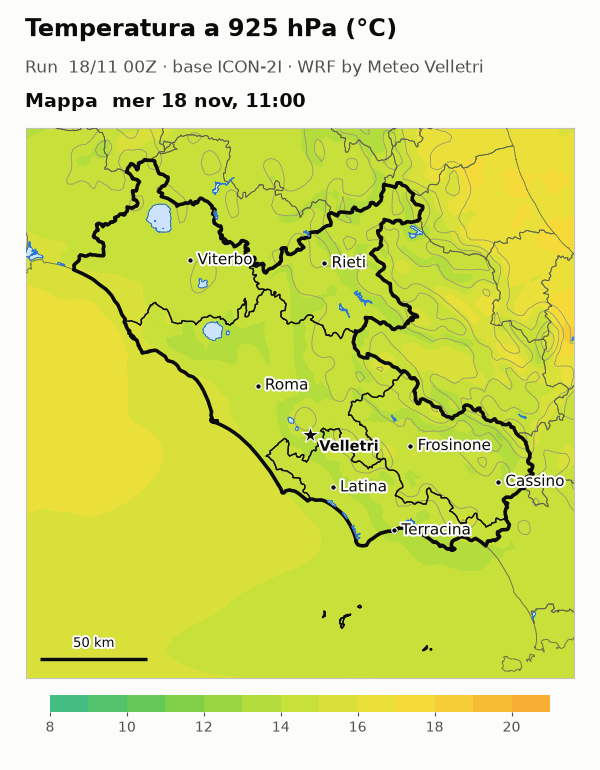 Temperatura a 925 hPa (°C)
Run  18/11 00Z · base ICON-2I · WRF by Meteo Velletri
Mappa  mer 18 nov, 11:00
Viterbo
Rieti
Roma
Velletri
Frosinone
Cassino
Latina
Terracina
50 km
8 10 12 14 16 18 20